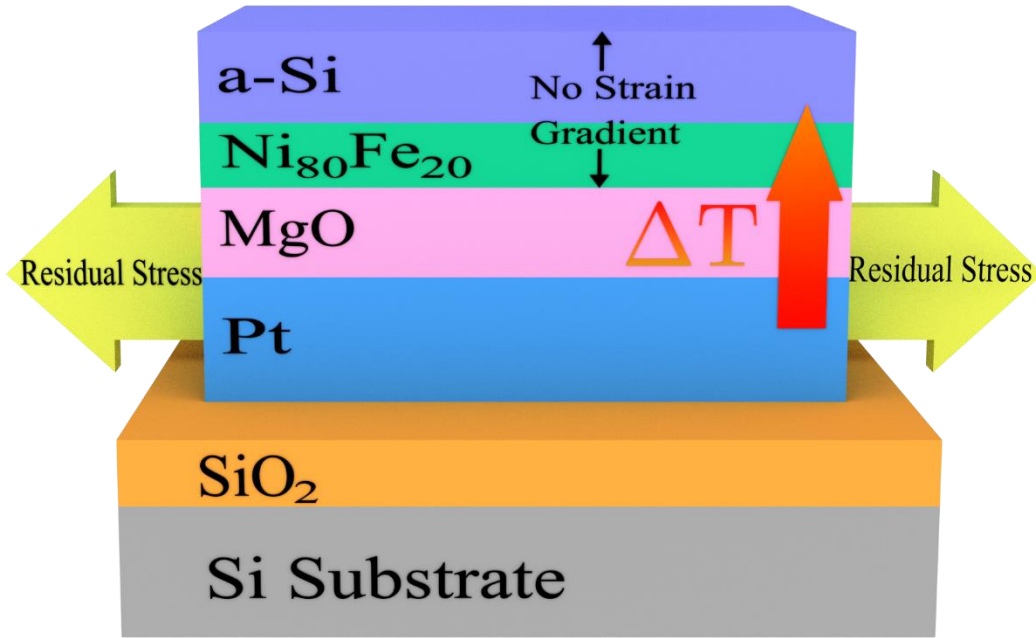 a-Si
No Strain
Gradient
Ni₈₀Fe₂₀
MgO
ΔT
Residual Stress
Residual Stress
Pt
SiO₂
Si Substrate